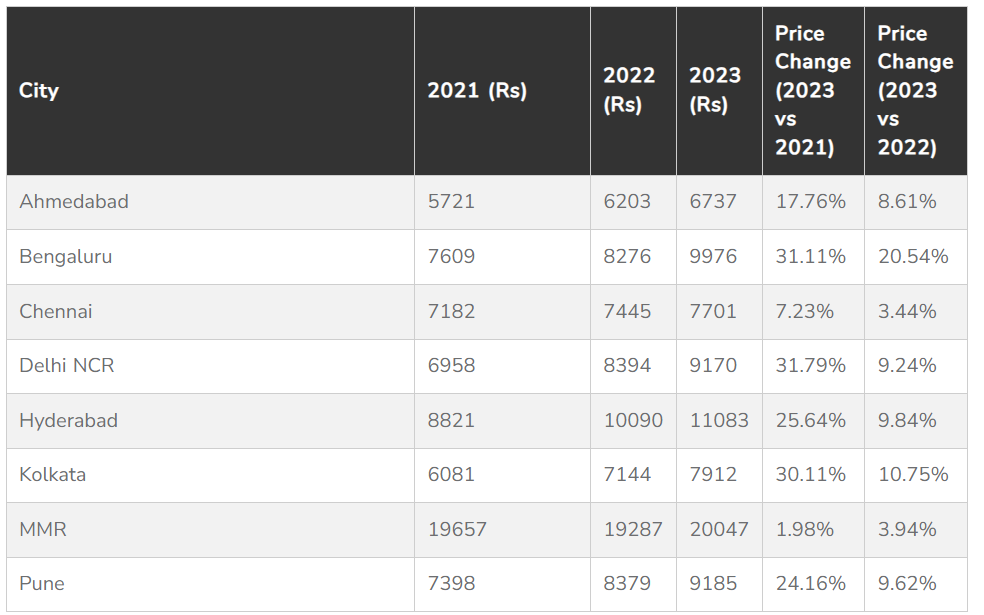 City 2021 (Rs) 2022 (Rs) 2023 (Rs) Price Change (2023 vs 2021) Price Change (2023 vs 2022)
Ahmedabad 5721 6203 6737 17.76% 8.61%
Bengaluru 7609 8276 9976 31.11% 20.54%
Chennai 7182 7445 7701 7.23% 3.44%
Delhi NCR 6958 8394 9170 31.79% 9.24%
Hyderabad 8821 10090 11083 25.64% 9.84%
Kolkata 6081 7144 7912 30.11% 10.75%
MMR 19657 19287 20047 1.98% 3.94%
Pune 7398 8379 9185 24.16% 9.62%